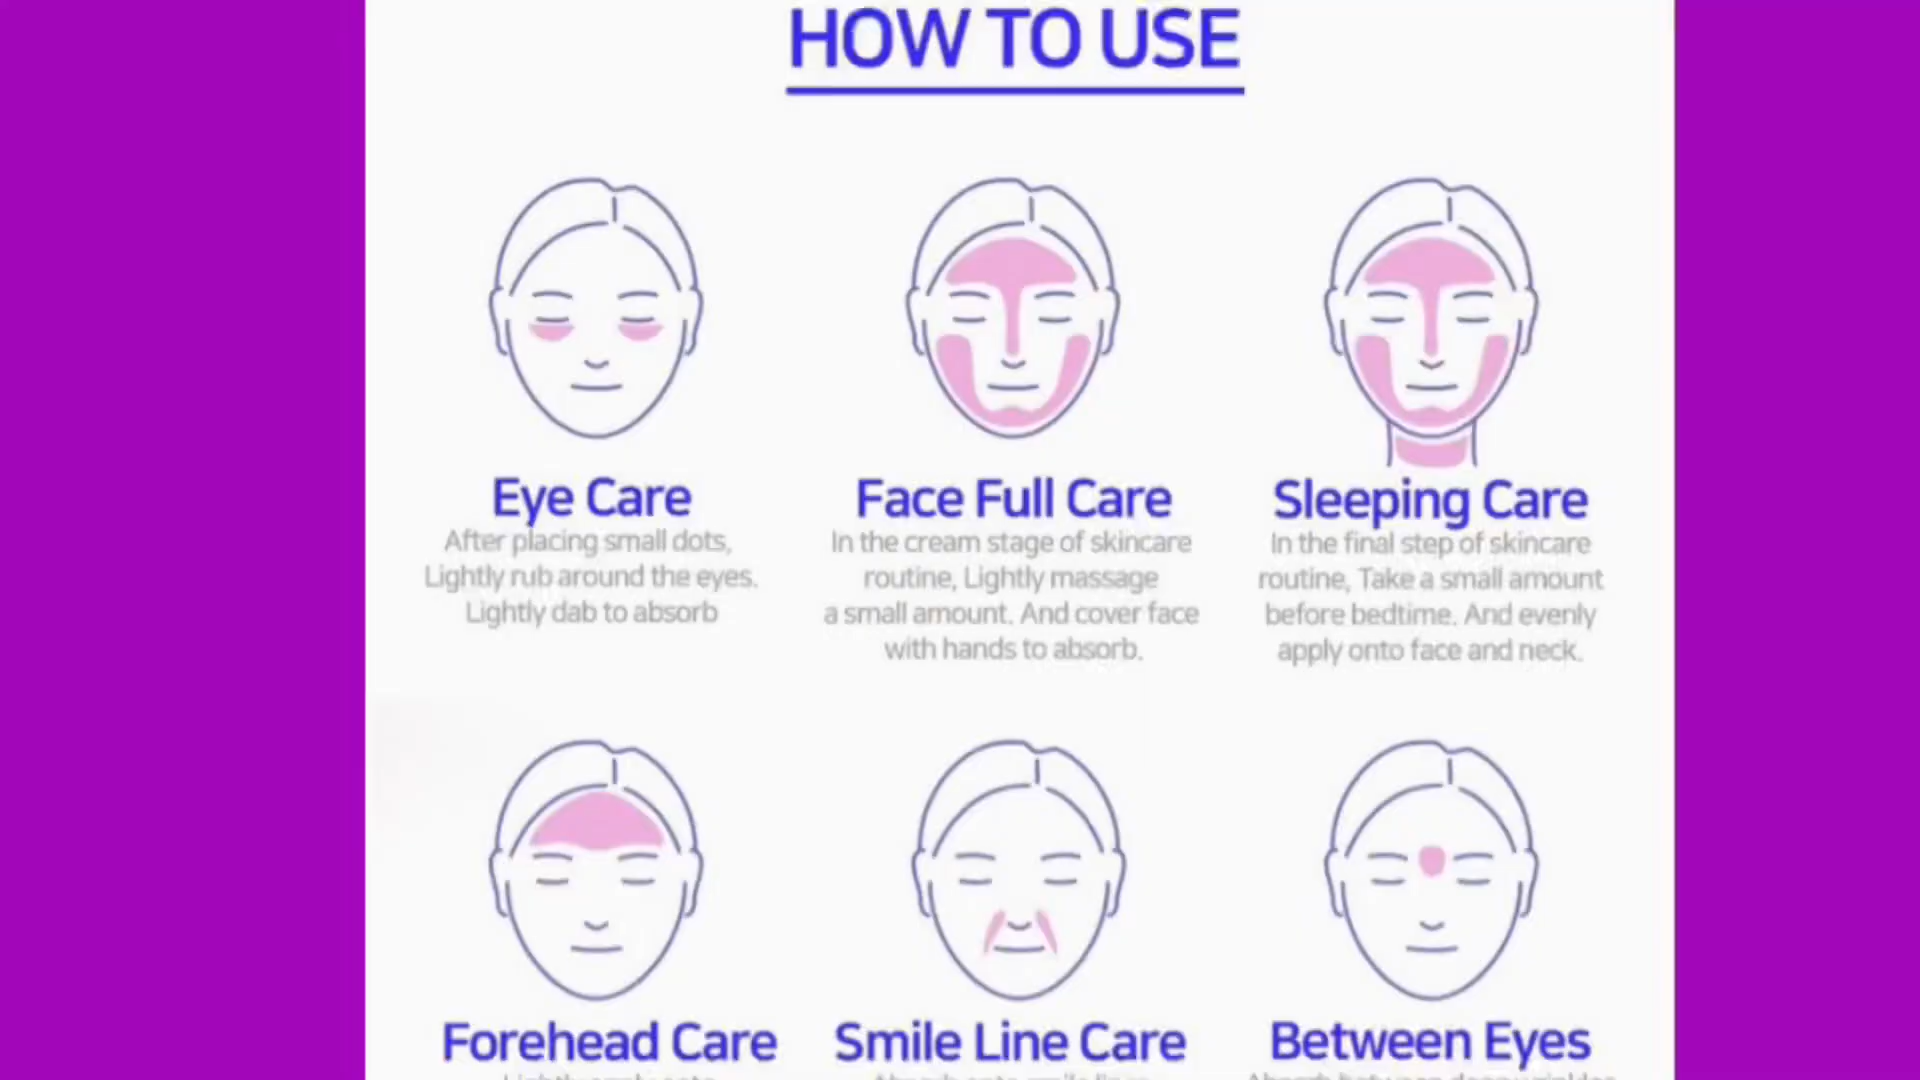 HOW TO USE
Eye Care
After placing small dots,
Lightly rub around the eyes.
Lightly dab to absorb
Face Full Care
In the cream stage of skincare
routine, Lightly massage
a small amount. And cover face
with hands to absorb.
Sleeping Care
In the final step of skincare
routine, Take a small amount
before bedtime. And evenly
apply onto face and neck.
Forehead Care
Smile Line Care
Between Eyes